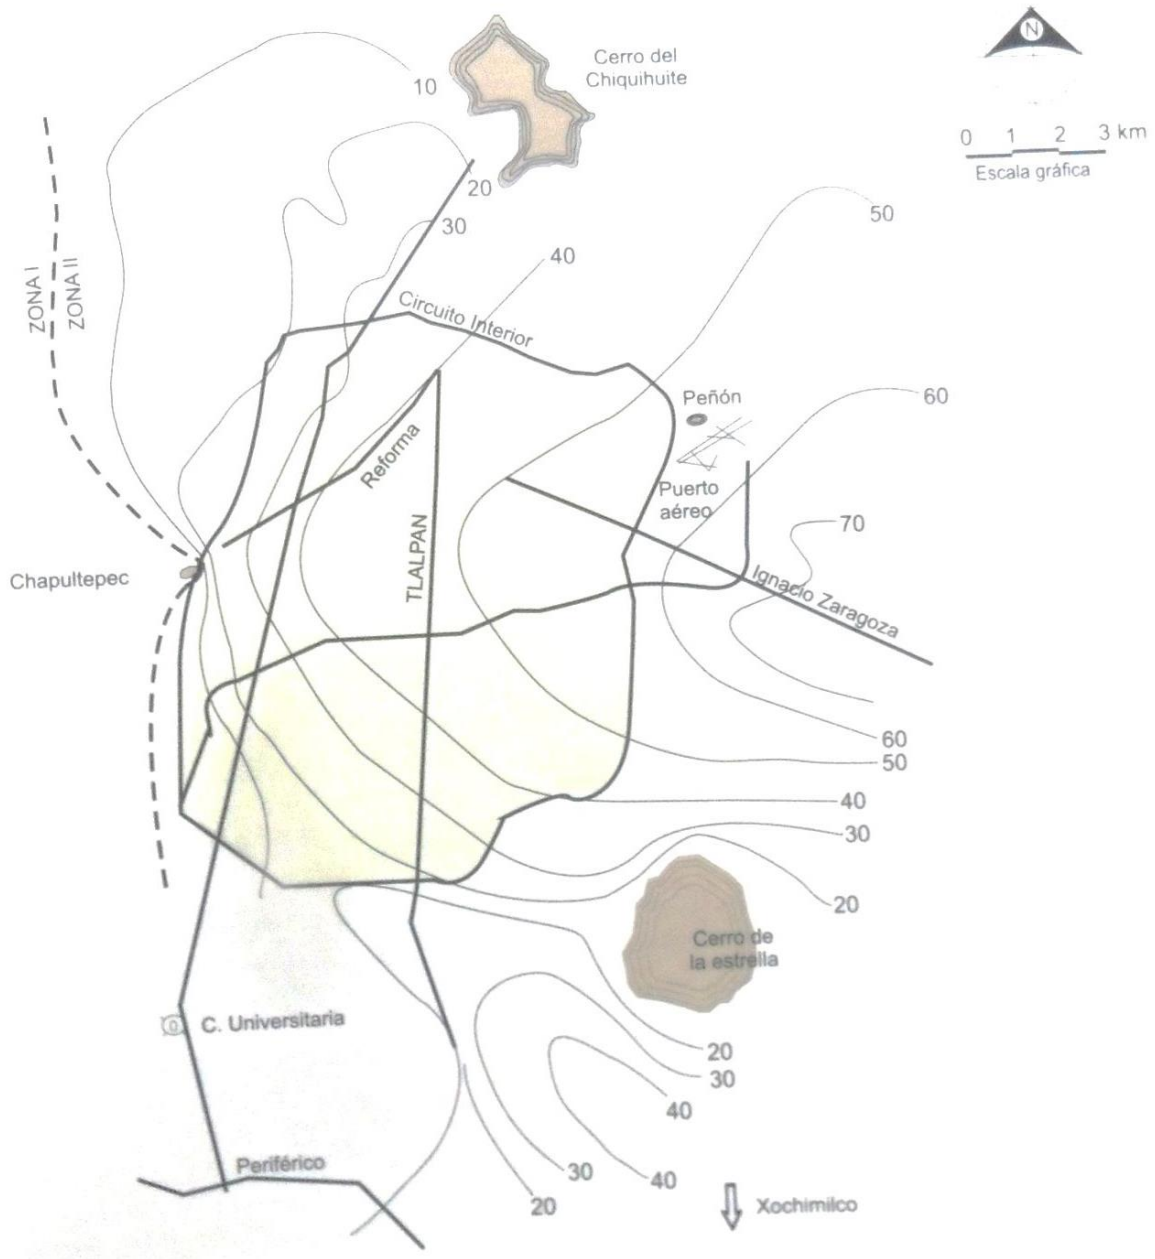 N
0 1 2 3 km
Escala gráfica
Cerro del
Chiquihuite
10
20
30
40
50
ZONA I
ZONA II
Circuito Interior
Peñón
60
Reforma
Puerto
aéreo
70
TLALPAN
Chapultepec
Ignacio Zaragoza
60
50
40
30
20
Cerro de
la estrella
C. Universitaria
20
30
40
Periférico
30
40
20
Xochimilco